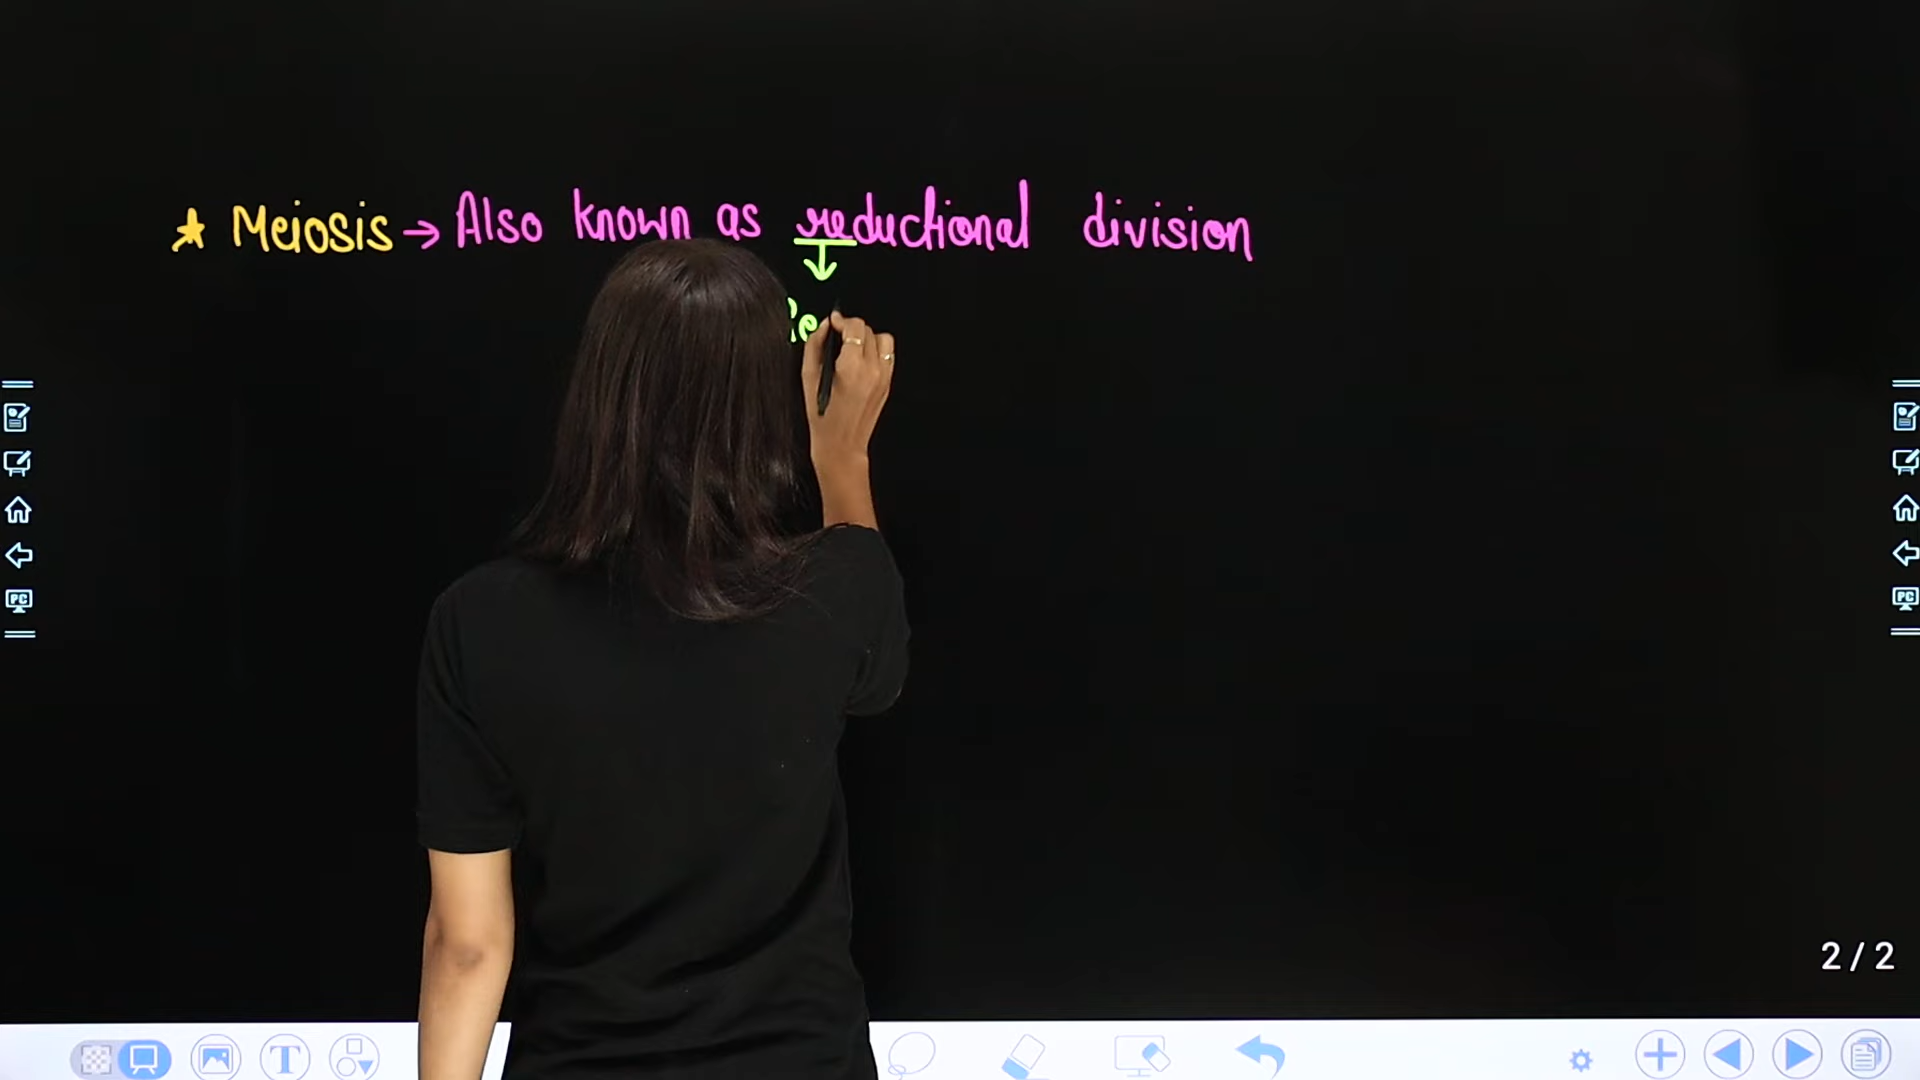 ★ Meiosis → Also known as reductional division
2 / 2